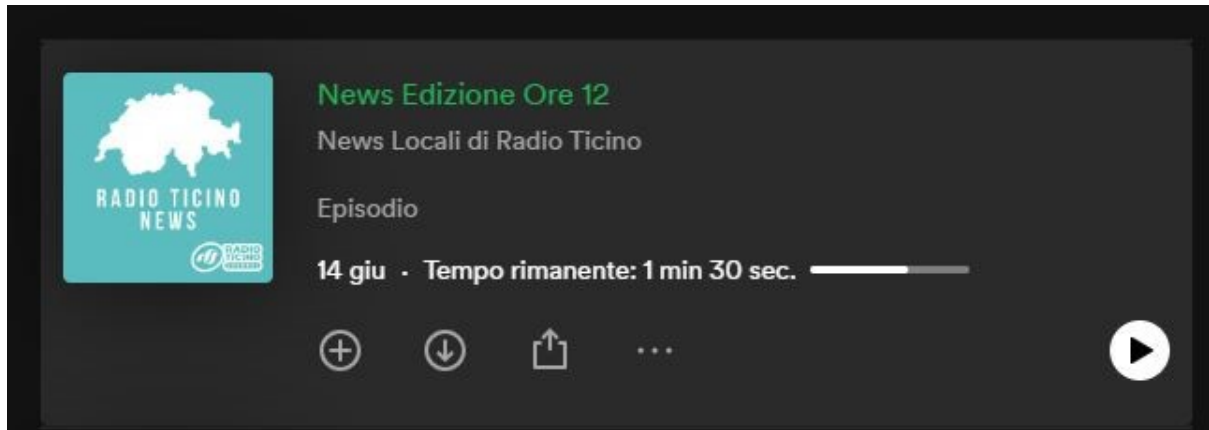 News Edizione Ore 12
News Locali di Radio Ticino
RADIO TICINO
NEWS
RADIO
TICINO
Episodio
14 giu · Tempo rimanente: 1 min 30 sec.